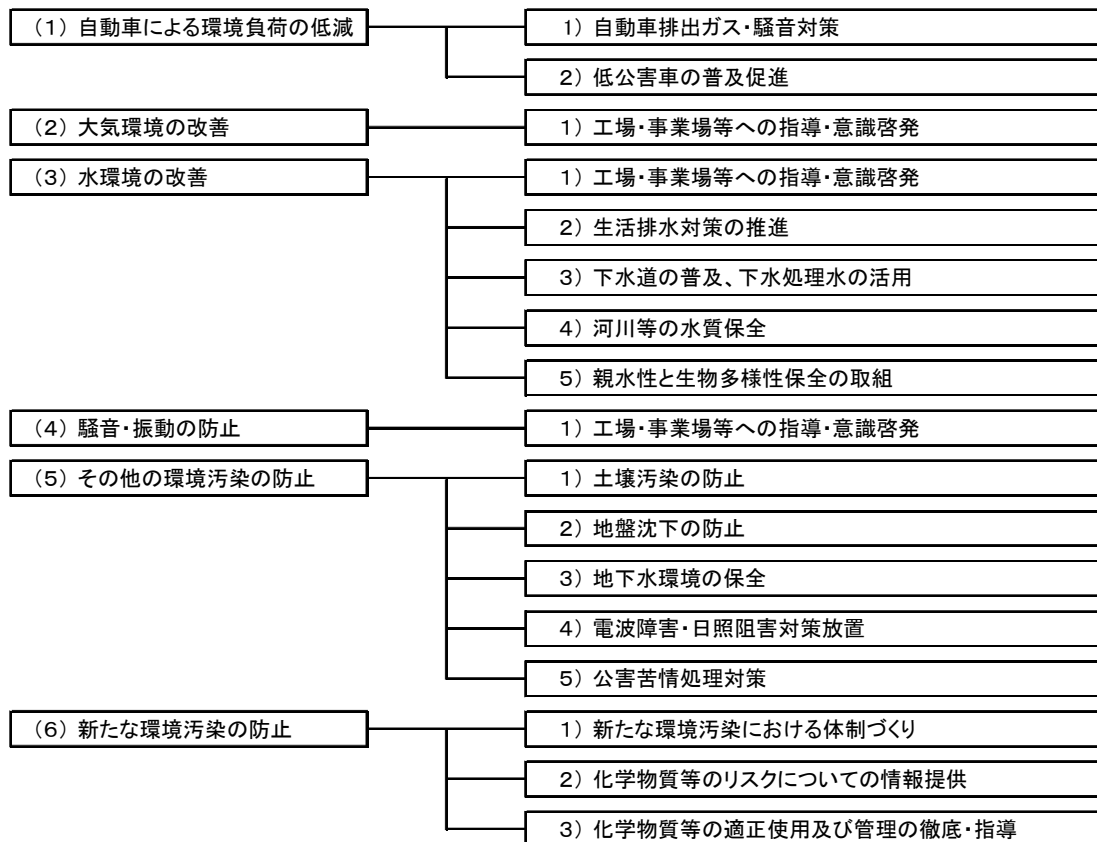 （１）自動車による環境負荷の低減
１）自動車排出ガス・騒音対策
２）低公害車の普及促進
（２）大気環境の改善
１）工場・事業場等への指導・意識啓発
（３）水環境の改善
１）工場・事業場等への指導・意識啓発
２）生活排水対策の推進
３）下水道の普及、下水処理水の活用
４）河川等の水質保全
５）親水性と生物多様性保全の取組
（４）騒音・振動の防止
１）工場・事業場等への指導・意識啓発
（５）その他の環境汚染の防止
１）土壌汚染の防止
２）地盤沈下の防止
３）地下水環境の保全
４）電波障害・日照阻害対策放置
５）公害苦情処理対策
（６）新たな環境汚染の防止
１）新たな環境汚染における体制づくり
２）化学物質等のリスクについての情報提供
３）化学物質等の適正使用及び管理の徹底・指導